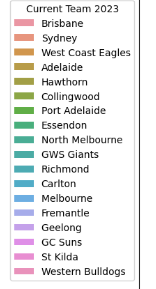 Current Team 2023
Brisbane
Sydney
West Coast Eagles
Adelaide
Hawthorn
Collingwood
Port Adelaide
Essendon
North Melbourne
GWS Giants
Richmond
Carlton
Melbourne
Fremantle
Geelong
GC Suns
St Kilda
Western Bulldogs